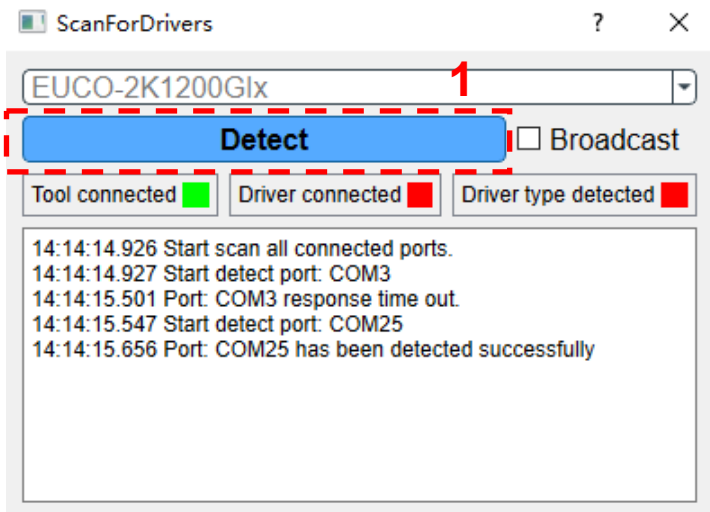 ScanForDrivers ? ×
EUCO-2K1200Glx 1
Detect Broadcast
Tool connected Driver connected Driver type detected
14:14:14.926 Start scan all connected ports.
14:14:14.927 Start detect port: COM3
14:14:15.501 Port: COM3 response time out.
14:14:15.547 Start detect port: COM25
14:14:15.656 Port: COM25 has been detected successfully